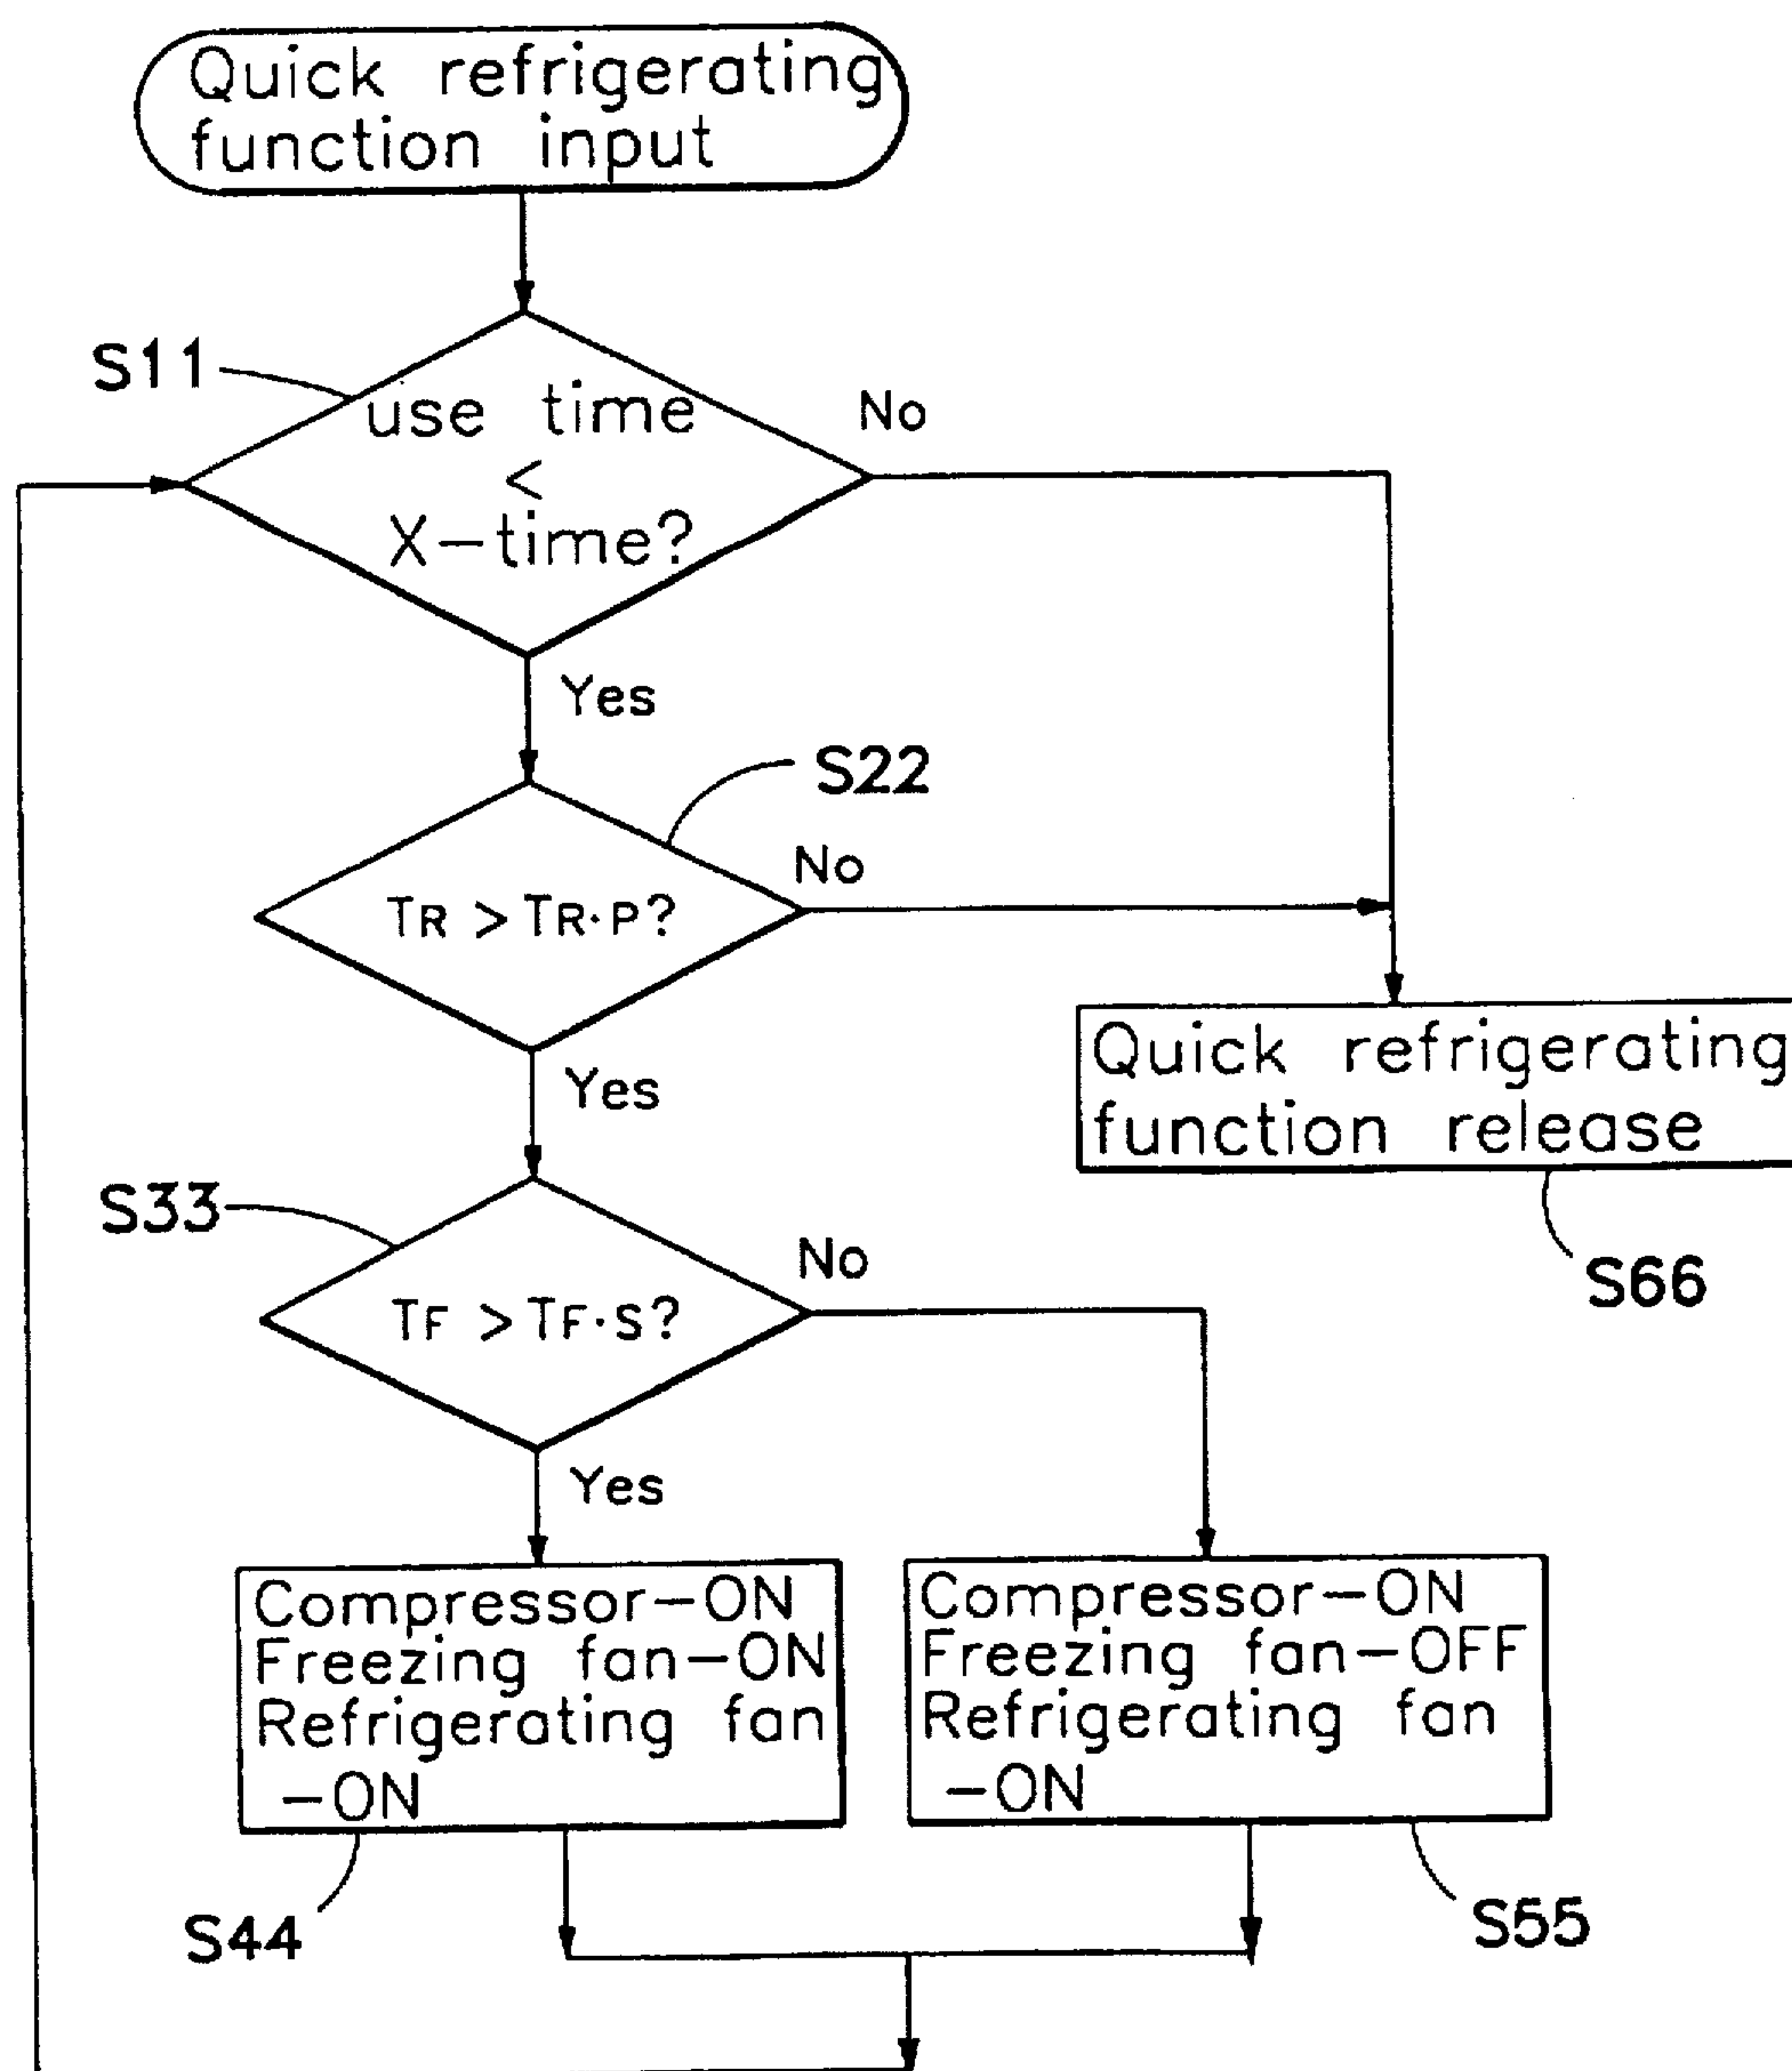 Quick refrigerating
function input
S11
use time
<
X-time?
No
Yes
S22
TR > TR·P?
No
Yes
Quick refrigerating
function release
S66
S33
TF > TF·S?
No
Yes
Compressor-ON
Freezing fan-ON
Refrigerating fan
-ON
S44
Compressor-ON
Freezing fan-OFF
Refrigerating fan
-ON
S55